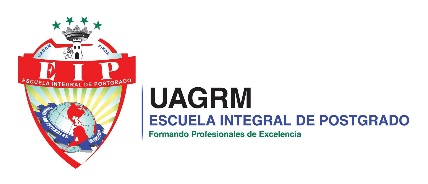 EIP
ESCUELA INTEGRAL DE POSTGRADO
UAGRM
ESCUELA INTEGRAL DE POSTGRADO
Formando Profesionales de Excelencia